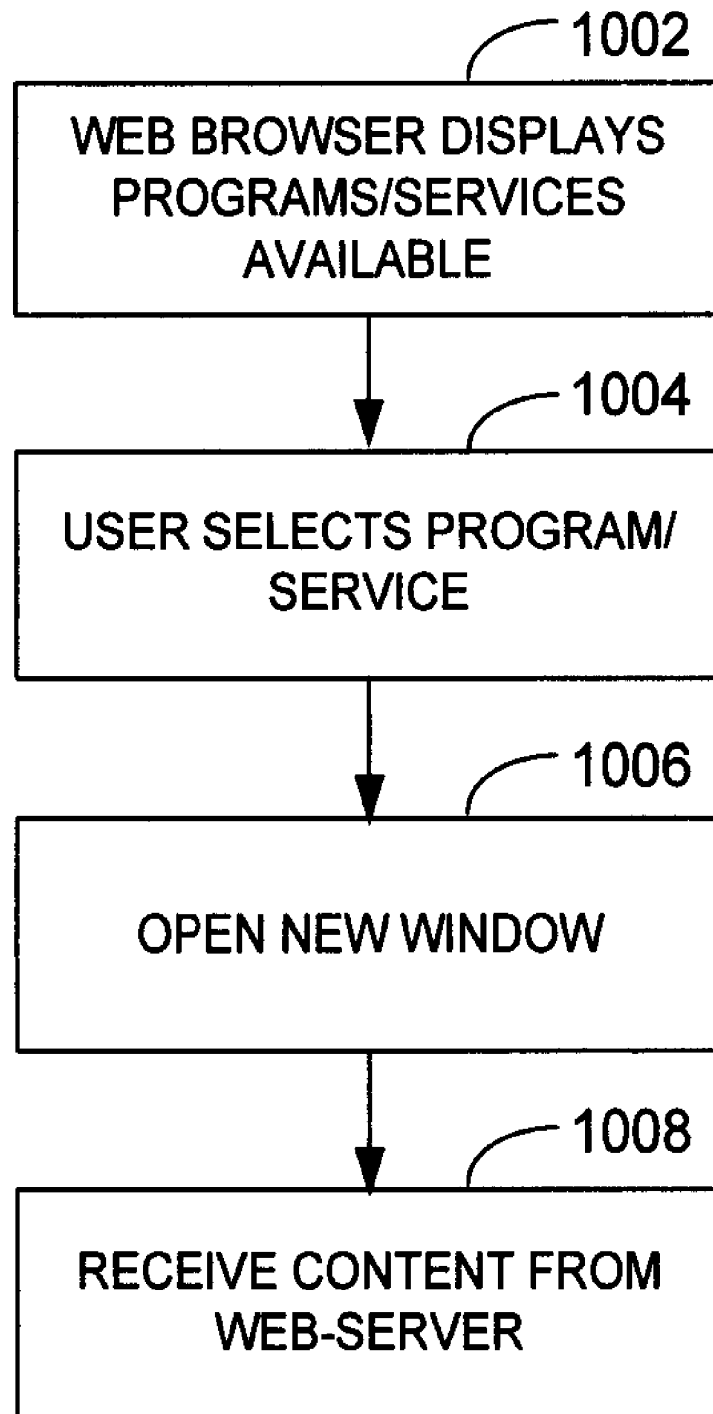 1002
WEB BROWSER DISPLAYS
PROGRAMS/SERVICES
AVAILABLE
1004
USER SELECTS PROGRAM/
SERVICE
1006
OPEN NEW WINDOW
1008
RECEIVE CONTENT FROM
WEB-SERVER